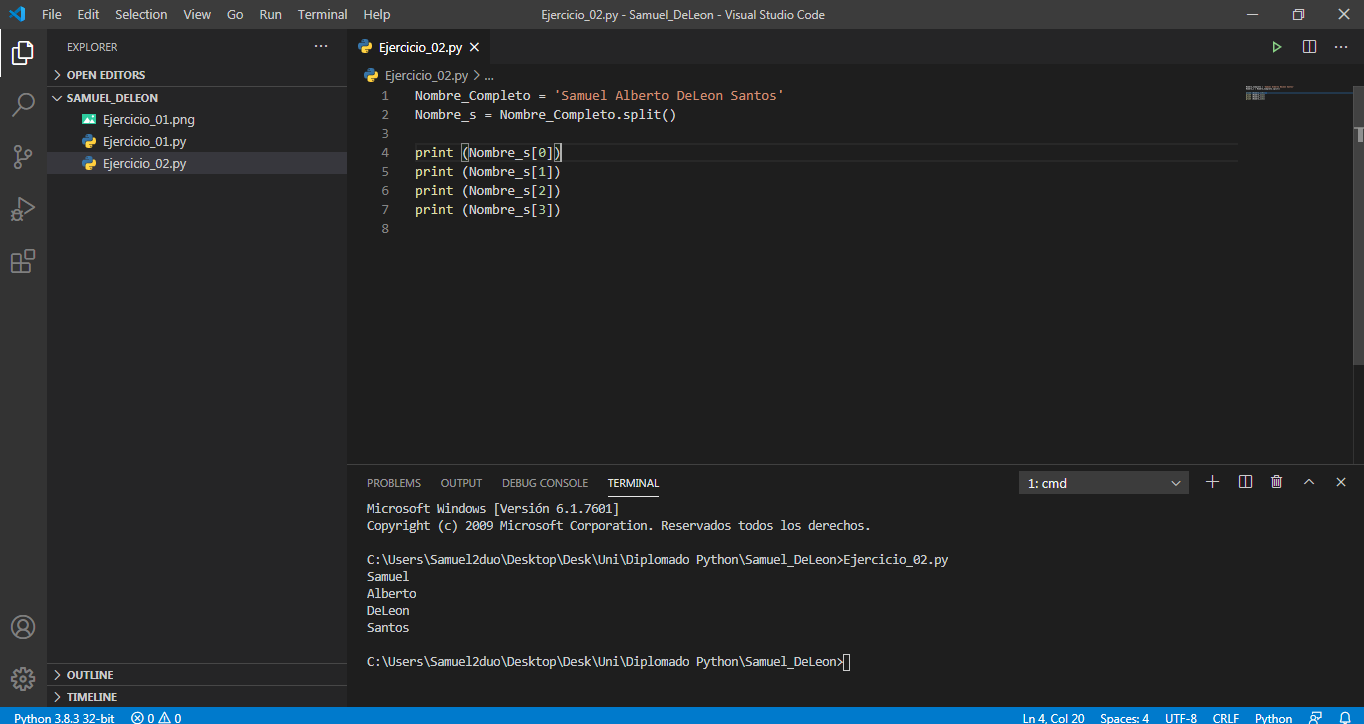 File Edit Selection View Go Run Terminal Help Ejercicio_02.py - Samuel_DeLeon - Visual Studio Code
EXPLORER
OPEN EDITORS
SAMUEL_DELEON
Ejercicio_01.png
Ejercicio_01.py
Ejercicio_02.py
OUTLINE
TIMELINE
Ejercicio_02.py
Ejercicio_02.py > ...
1 Nombre_Completo = 'Samuel Alberto DeLeon Santos'
2 Nombre_s = Nombre_Completo.split()
3
4 print (Nombre_s[0])
5 print (Nombre_s[1])
6 print (Nombre_s[2])
7 print (Nombre_s[3])
8
PROBLEMS OUTPUT DEBUG CONSOLE TERMINAL 1: cmd
Microsoft Windows [Versión 6.1.7601]
Copyright (c) 2009 Microsoft Corporation. Reservados todos los derechos.
C:\Users\Samuel2duo\Desktop\Desk\Uni\Diplomado Python\Samuel_DeLeon>Ejercicio_02.py
Samuel
Alberto
DeLeon
Santos
C:\Users\Samuel2duo\Desktop\Desk\Uni\Diplomado Python\Samuel_DeLeon>
Python 3.8.3 32-bit 0 0 Ln 4, Col 20 Spaces: 4 UTF-8 CRLF Python